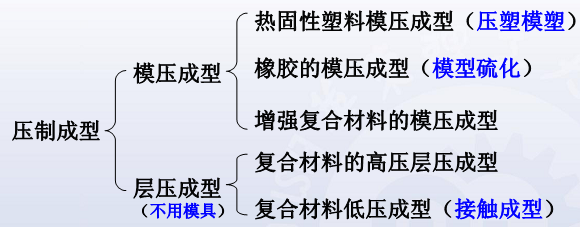 热固性塑料模压成型（压塑模塑）
模压成型
橡胶的模压成型（模型硫化）
增强复合材料的模压成型
压制成型
复合材料的高压层压成型
层压成型
（不用模具）
复合材料低压成型（接触成型）